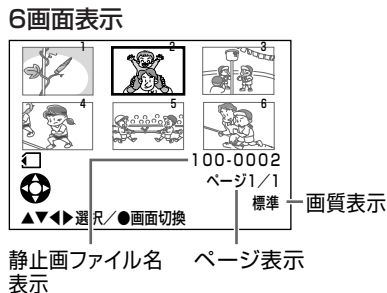 6画面表示
1 2 3
4 5 6
100-0002
ページ1/1
標準
画質表示
▲▼◀▶選択/●画面切換
静止画ファイル名
表示
ページ表示